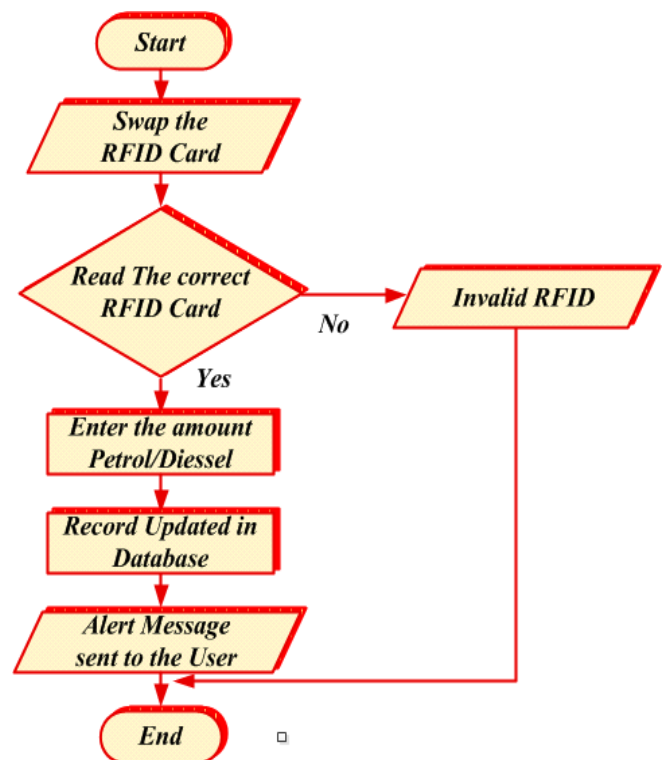 Start
Swap the
RFID Card
Read The correct
RFID Card
Invalid RFID
No
Yes
Enter the amount
Petrol/Diessel
Record Updated in
Database
Alert Message
sent to the User
End